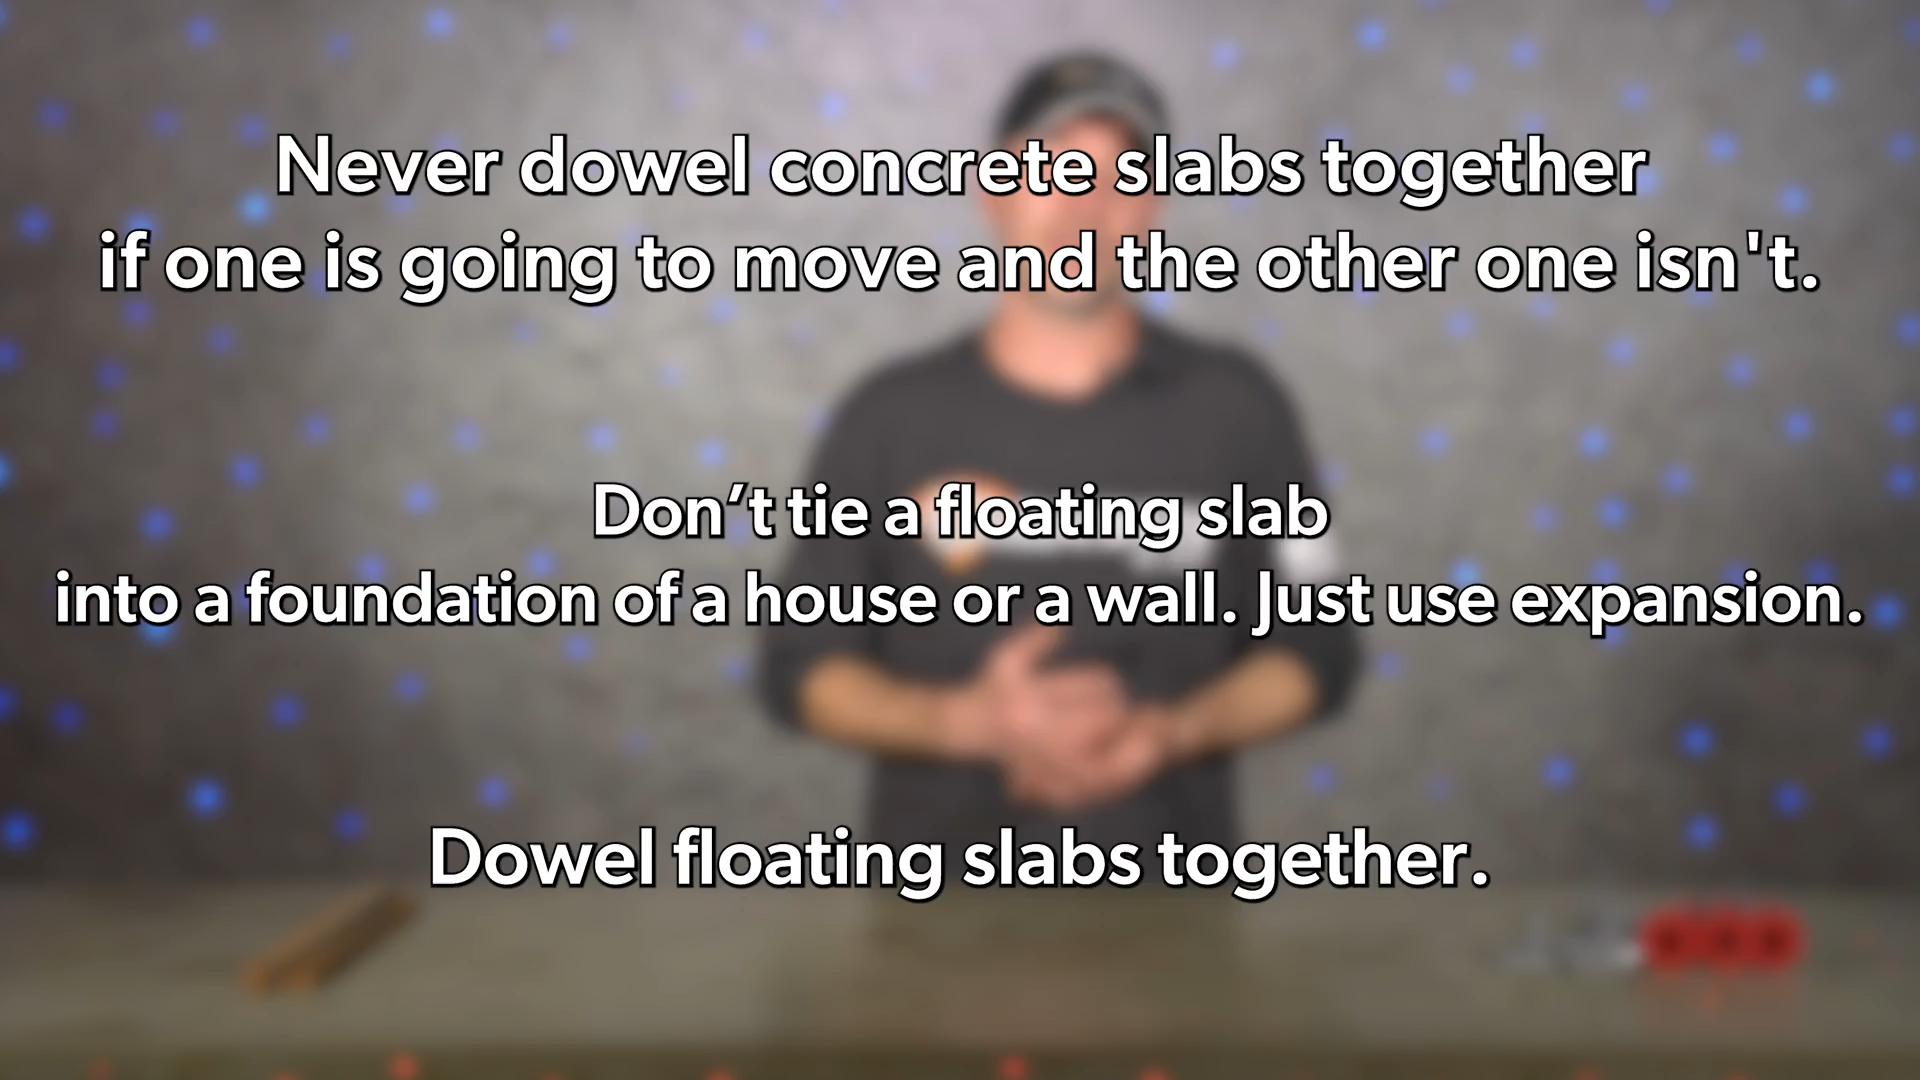 Never dowel concrete slabs together
if one is going to move and the other one isn't.
Don’t tie a floating slab
into a foundation of a house or a wall. Just use expansion.
Dowel floating slabs together.